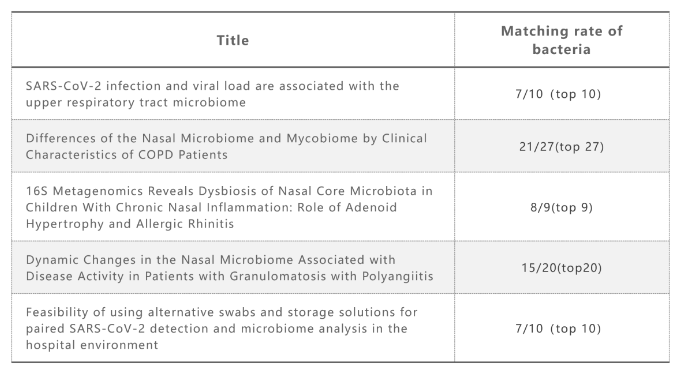 Title
Matching rate of
bacteria
SARS-CoV-2 infection and viral load are associated with the
upper respiratory tract microbiome
7/10 (top 10)
Differences of the Nasal Microbiome and Mycobiome by Clinical
Characteristics of COPD Patients
21/27(top 27)
16S Metagenomics Reveals Dysbiosis of Nasal Core Microbiota in
Children With Chronic Nasal Inflammation: Role of Adenoid
Hypertrophy and Allergic Rhinitis
8/9(top 9)
Dynamic Changes in the Nasal Microbiome Associated with
Disease Activity in Patients with Granulomatosis with Polyangiitis
15/20(top20)
Feasibility of using alternative swabs and storage solutions for
paired SARS-CoV-2 detection and microbiome analysis in the
hospital environment
7/10 (top 10)